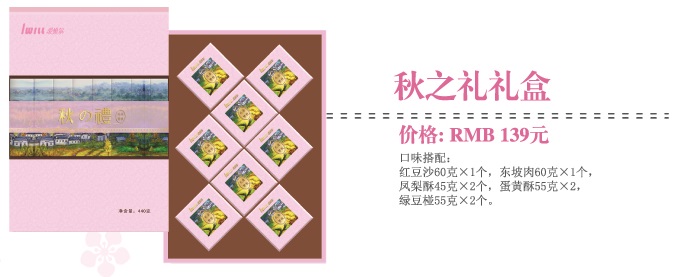 秋の禮
净含量：440克
秋之礼礼盒
价格: RMB 139元
口味搭配：
红豆沙60克×1个，东坡肉60克×1个，
凤梨酥45克×2个，蛋黄酥55克×2，
绿豆椪55克×2个。